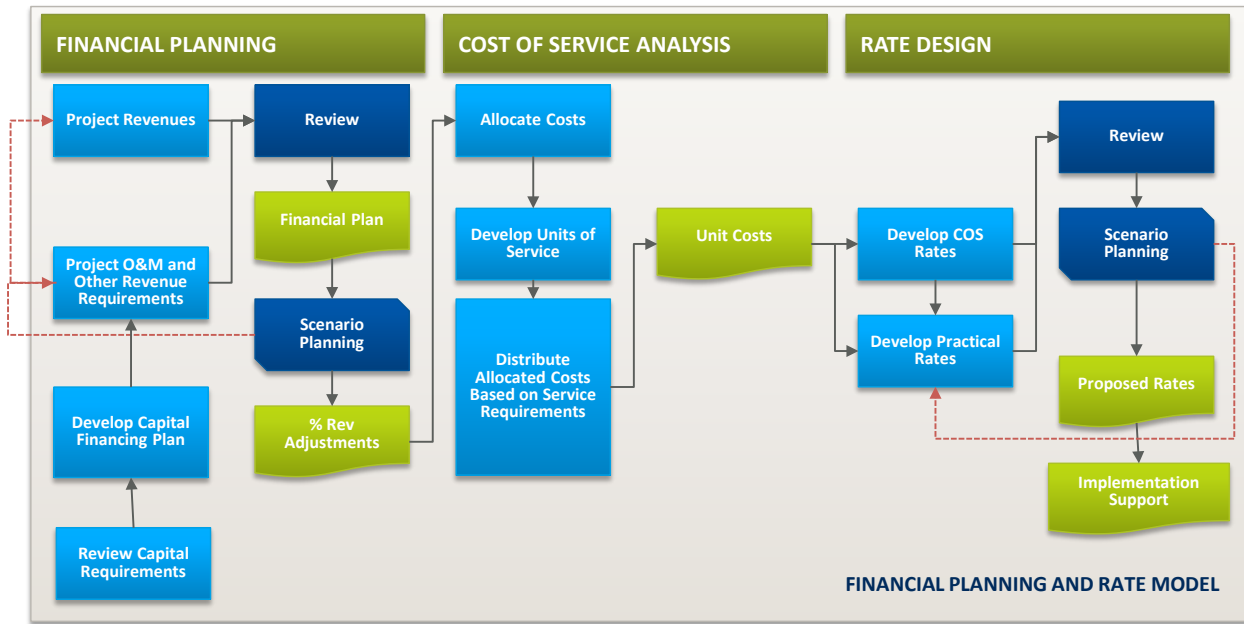 FINANCIAL PLANNING
COST OF SERVICE ANALYSIS
RATE DESIGN
Project Revenues
Review
Financial Plan
Project O&M and
Other Revenue
Requirements
Scenario
Planning
Develop Capital
Financing Plan
% Rev
Adjustments
Review Capital
Requirements
Allocate Costs
Develop Units of
Service
Distribute
Allocated Costs
Based on Service
Requirements
Unit Costs
Develop COS
Rates
Develop Practical
Rates
Review
Scenario
Planning
Proposed Rates
Implementation
Support
FINANCIAL PLANNING AND RATE MODEL